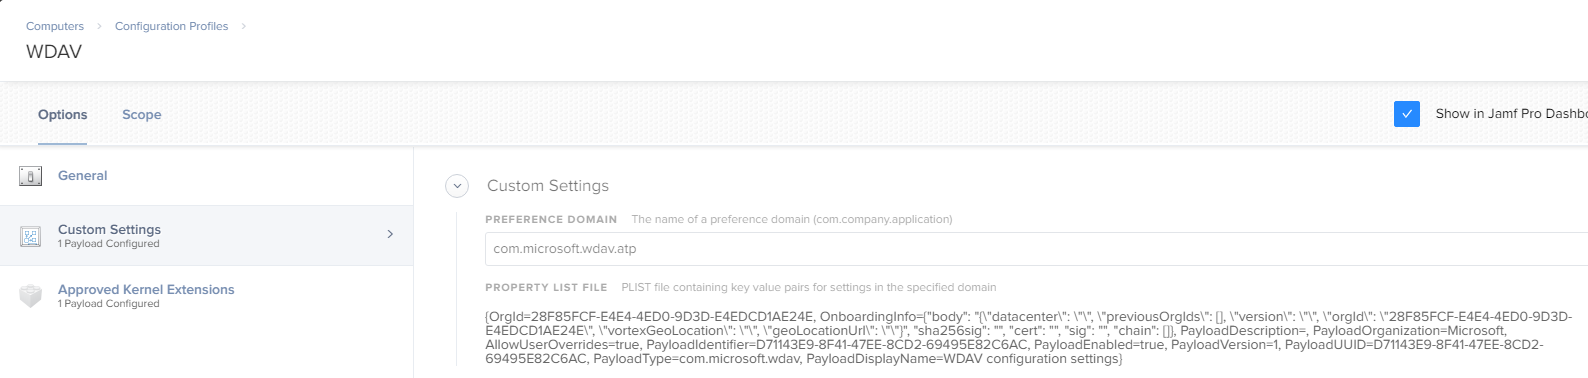 Computers > Configuration Profiles >
WDAV
Options Scope
Show in Jamf Pro Dashbo
General
Custom Settings
1 Payload Configured
Approved Kernel Extensions
1 Payload Configured
Custom Settings
PREFERENCE DOMAIN The name of a preference domain (com.company.application)
com.microsoft.wdav.atp
PROPERTY LIST FILE PLIST file containing key value pairs for settings in the specified domain
{OrgId=28F85FCF-E4E4-4ED0-9D3D-E4EDCD1AE24E, OnboardingInfo={"body": "{\"datacenter\": \"\", \"previousOrgIds\": [], \"version\": \"\", \"orgId\": \"28F85FCF-E4E4-4ED0-9D3D-
E4EDCD1AE24E\", \"vortexGeoLocation\": \"\", \"geoLocationUrl\": \"\"}", "sha256sig": "", "cert": "", "sig": "", "chain": []}, PayloadDescription=, PayloadOrganization=Microsoft,
AllowUserOverrides=true, PayloadIdentifier=D71143E9-8F41-47EE-8CD2-69495E82C6AC, PayloadEnabled=true, PayloadVersion=1, PayloadUUID=D71143E9-8F41-47EE-8CD2-
69495E82C6AC, PayloadType=com.microsoft.wdav, PayloadDisplayName=WDAV configuration settings}